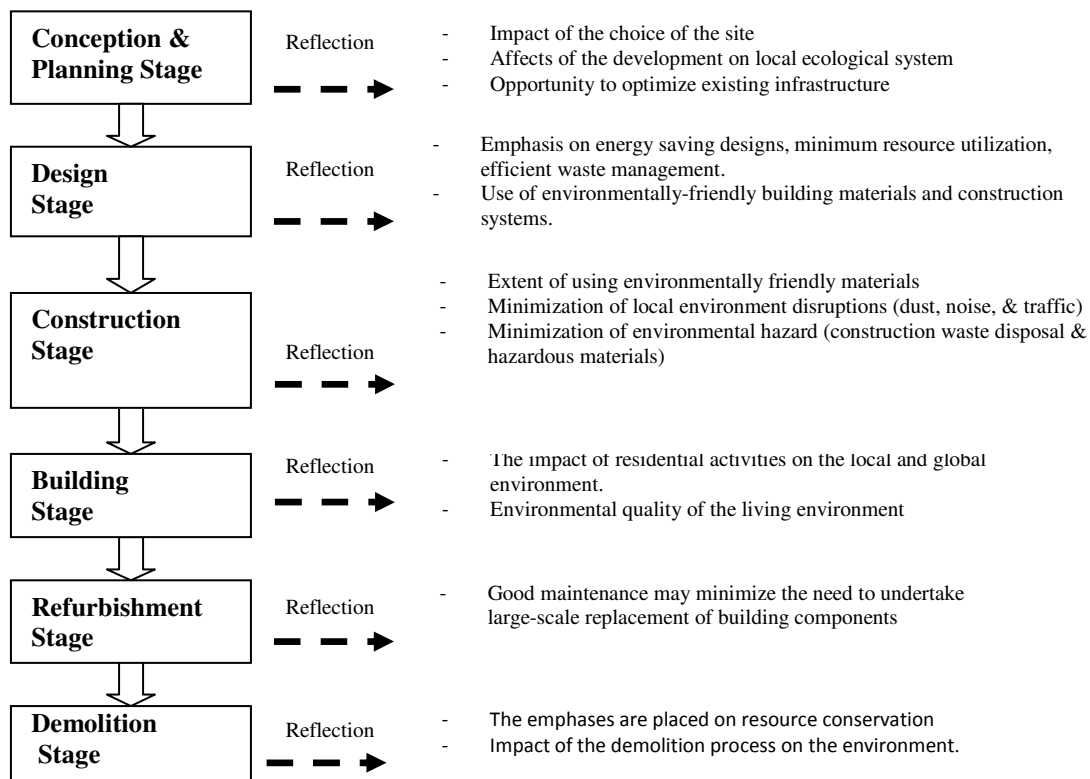 Conception &
Planning Stage
Reflection
- Impact of the choice of the site
- Affects of the development on local ecological system
- Opportunity to optimize existing infrastructure
Design
Stage
Reflection
- Emphasis on energy saving designs, minimum resource utilization,
efficient waste management.
- Use of environmentally-friendly building materials and construction
systems.
Construction
Stage
Reflection
- Extent of using environmentally friendly materials
- Minimization of local environment disruptions (dust, noise, & traffic)
- Minimization of environmental hazard (construction waste disposal &
hazardous materials)
Building
Stage
Reflection
- The impact of residential activities on the local and global
environment.
- Environmental quality of the living environment
Refurbishment
Stage
Reflection
- Good maintenance may minimize the need to undertake
large-scale replacement of building components
Demolition
Stage
Reflection
- The emphases are placed on resource conservation
- Impact of the demolition process on the environment.